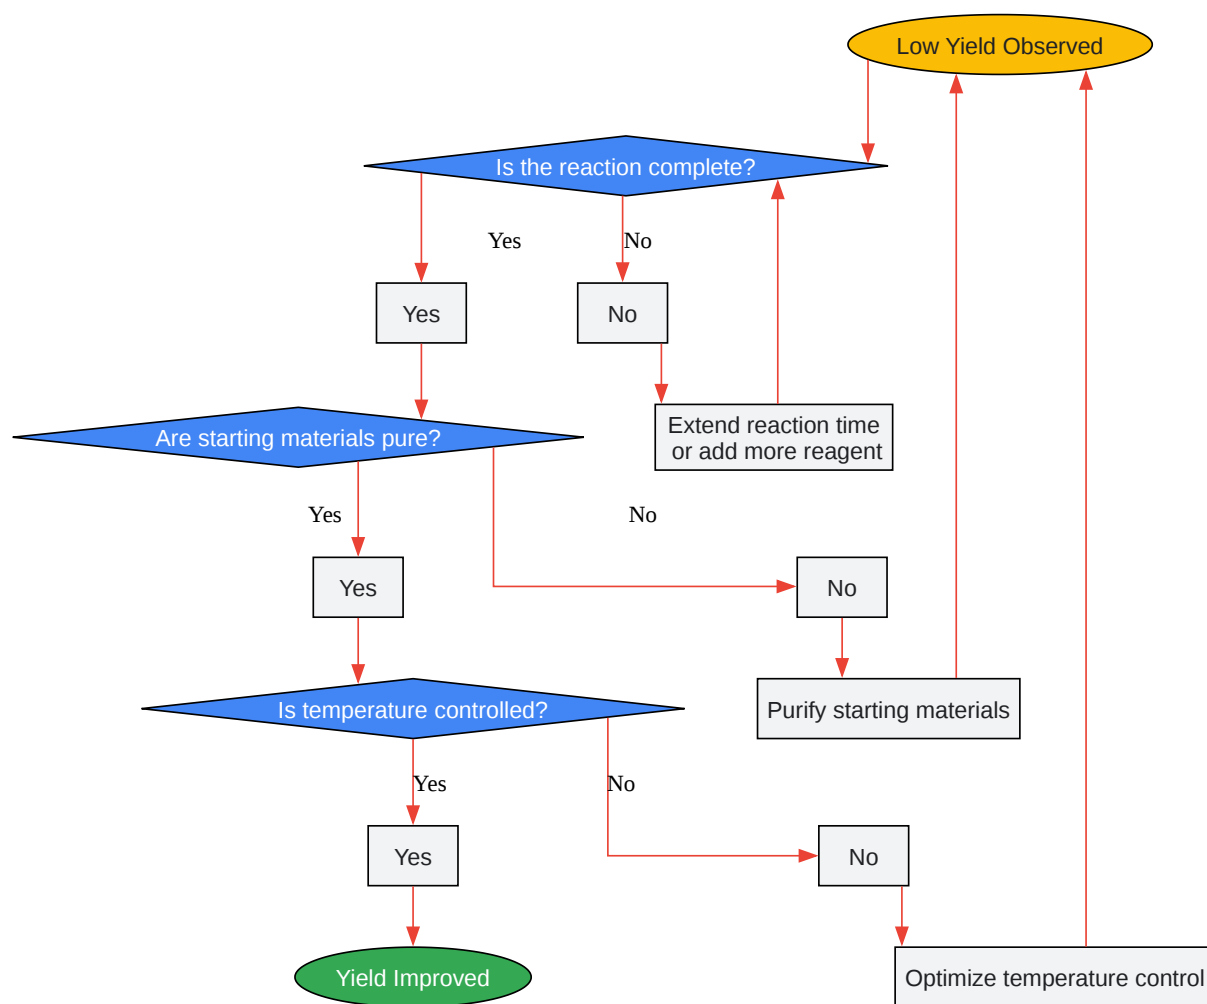 Low Yield Observed
Is the reaction complete?
Yes
No
Yes
No
Extend reaction time
or add more reagent
Are starting materials pure?
Yes
No
Yes
No
Purify starting materials
Is temperature controlled?
Yes
No
Yes
No
Yield Improved
Optimize temperature control